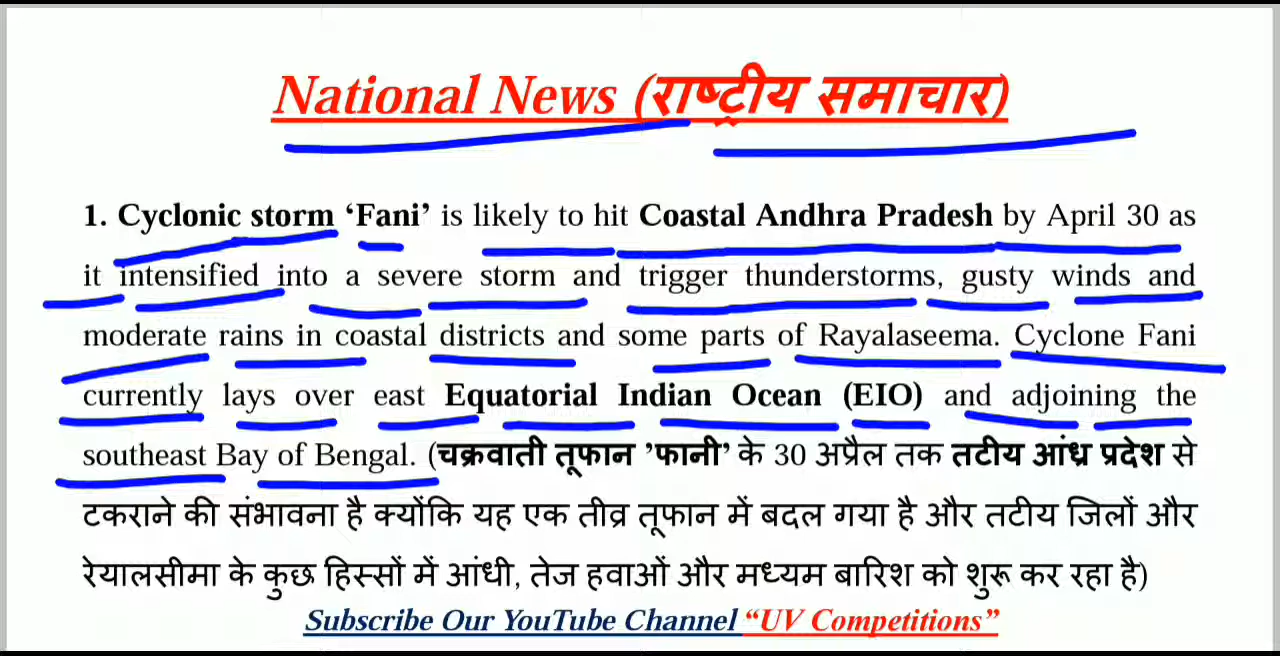 National News (राष्ट्रीय समाचार)
1. Cyclonic storm ‘Fani’ is likely to hit Coastal Andhra Pradesh by April 30 as
it intensified into a severe storm and trigger thunderstorms, gusty winds and
moderate rains in coastal districts and some parts of Rayalaseema. Cyclone Fani
currently lays over east Equatorial Indian Ocean (EIO) and adjoining the
southeast Bay of Bengal. (चक्रवाती तूफान ’फानी’ के 30 अप्रैल तक तटीय आंध्र प्रदेश से
टकराने की संभावना है क्योंकि यह एक तीव्र तूफान में बदल गया है और तटीय जिलों और
रेयालसीमा के कुछ हिस्सों में आंधी, तेज हवाओं और मध्यम बारिश को शुरू कर रहा है)
Subscribe Our YouTube Channel “UV Competitions”